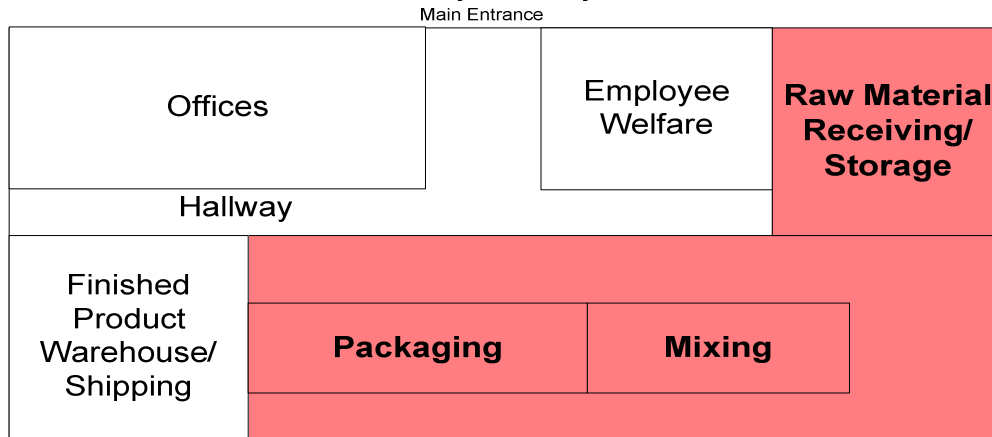 Main Entrance
Offices
Employee
Welfare
Raw Material
Receiving/
Storage
Hallway
Finished
Product
Warehouse/
Shipping
Packaging
Mixing